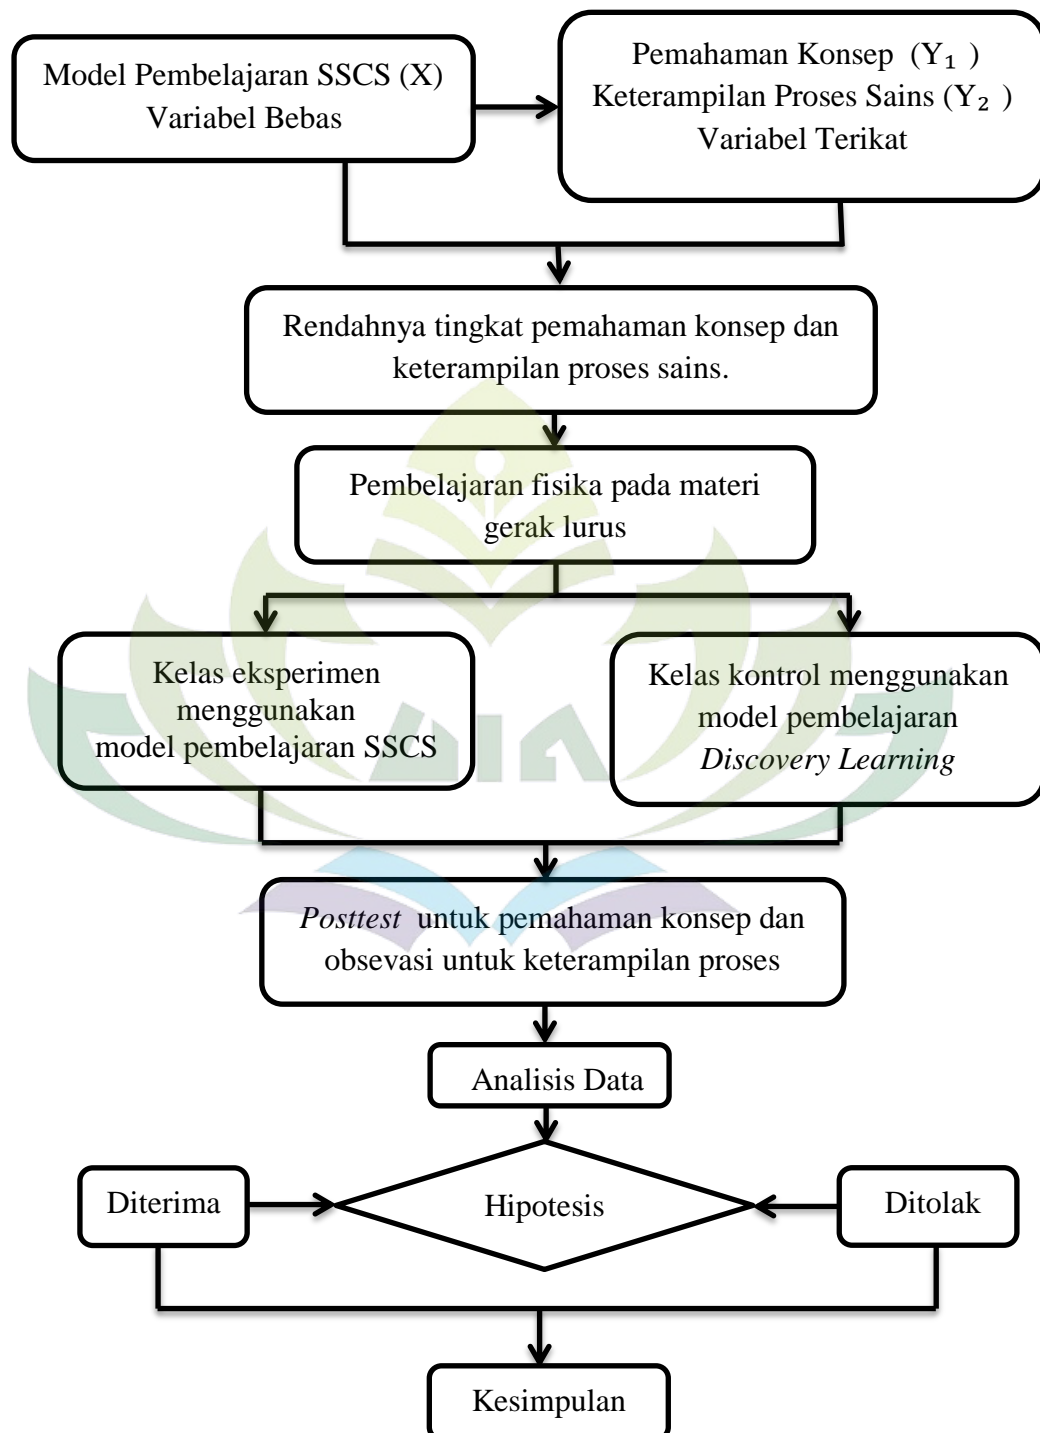 Model Pembelajaran SSCS (X)
Variabel Bebas
Pemahaman Konsep (Y₁ )
Keterampilan Proses Sains (Y₂ )
Variabel Terikat
Rendahnya tingkat pemahaman konsep dan
keterampilan proses sains.
Pembelajaran fisika pada materi
gerak lurus
Kelas eksperimen
menggunakan
model pembelajaran SSCS
Kelas kontrol menggunakan
model pembelajaran
Discovery Learning
Posttest untuk pemahaman konsep dan
obsevasi untuk keterampilan proses
Analisis Data
Diterima
Hipotesis
Ditolak
Kesimpulan